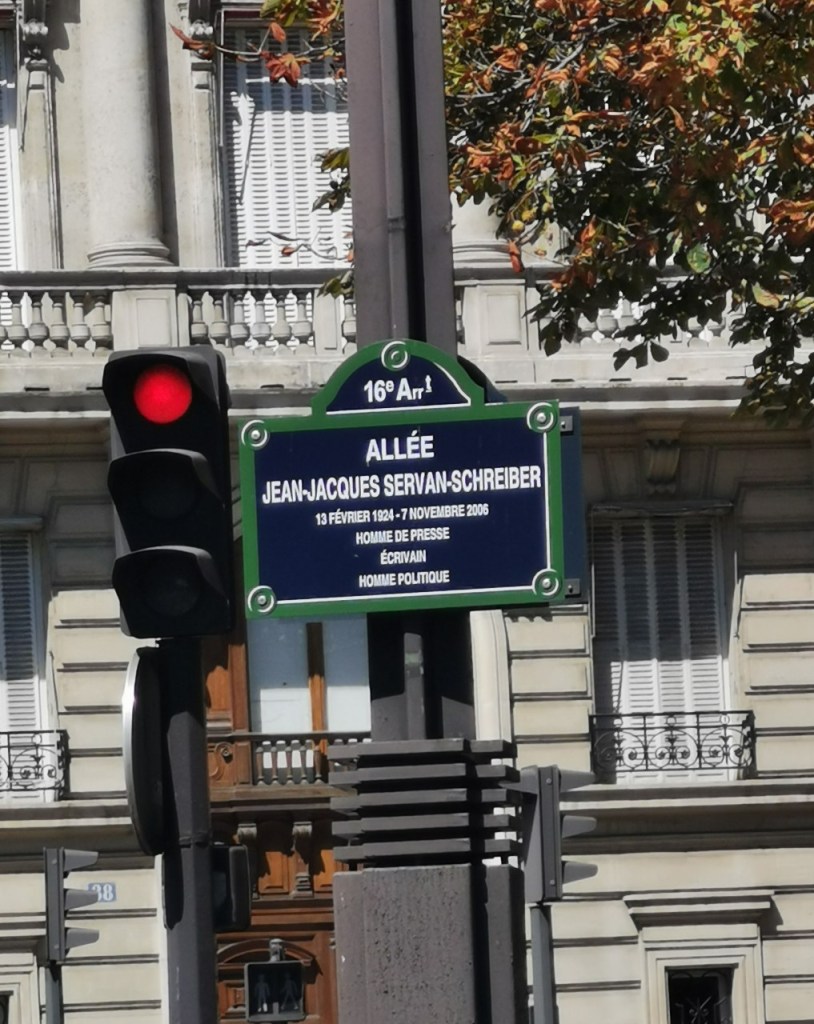 16e Arrt
ALLÉE
JEAN-JACQUES SERVAN-SCHREIBER
13 FÉVRIER 1924 - 7 NOVEMBRE 2006
HOMME DE PRESSE
ÉCRIVAIN
HOMME POLITIQUE